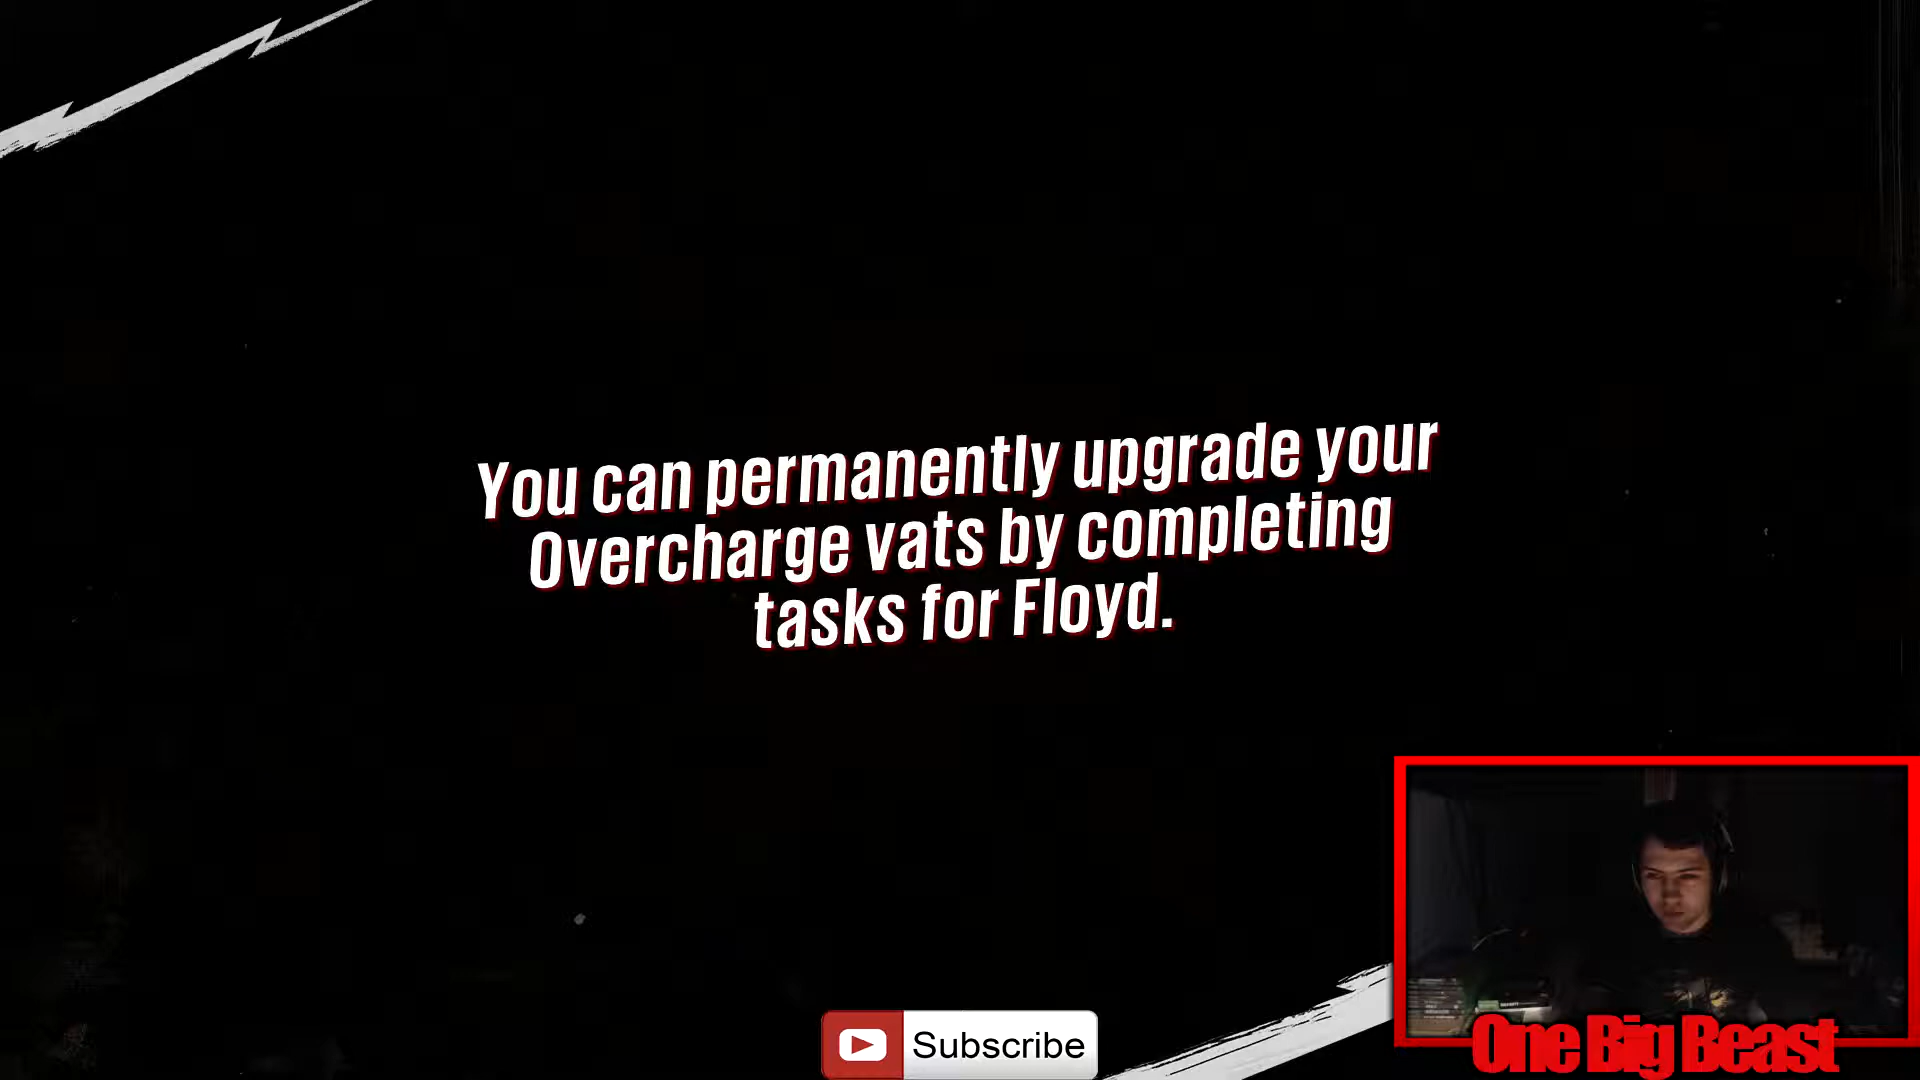 You can permanently upgrade your
Overcharge vats by completing
tasks for Floyd.
Subscribe
One Big Beast